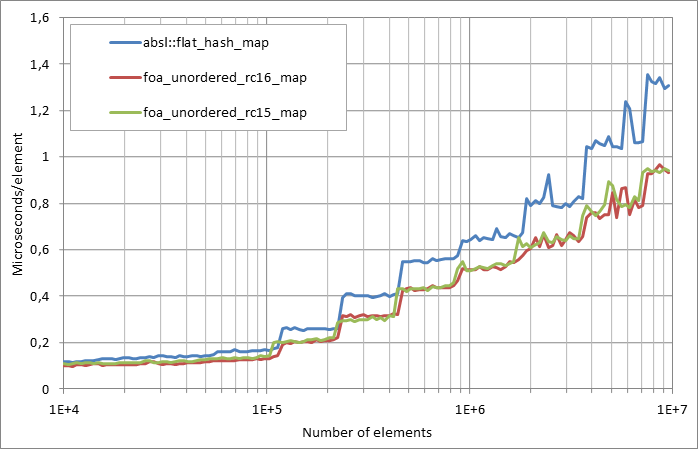 1,6
absl::flat_hash_map
1,4
foa_unordered_rc16_map
1,2
foa_unordered_rc15_map
1
Microseconds/element
0,8
0,6
0,4
0,2
0
1E+4
1E+5
1E+6
1E+7
Number of elements